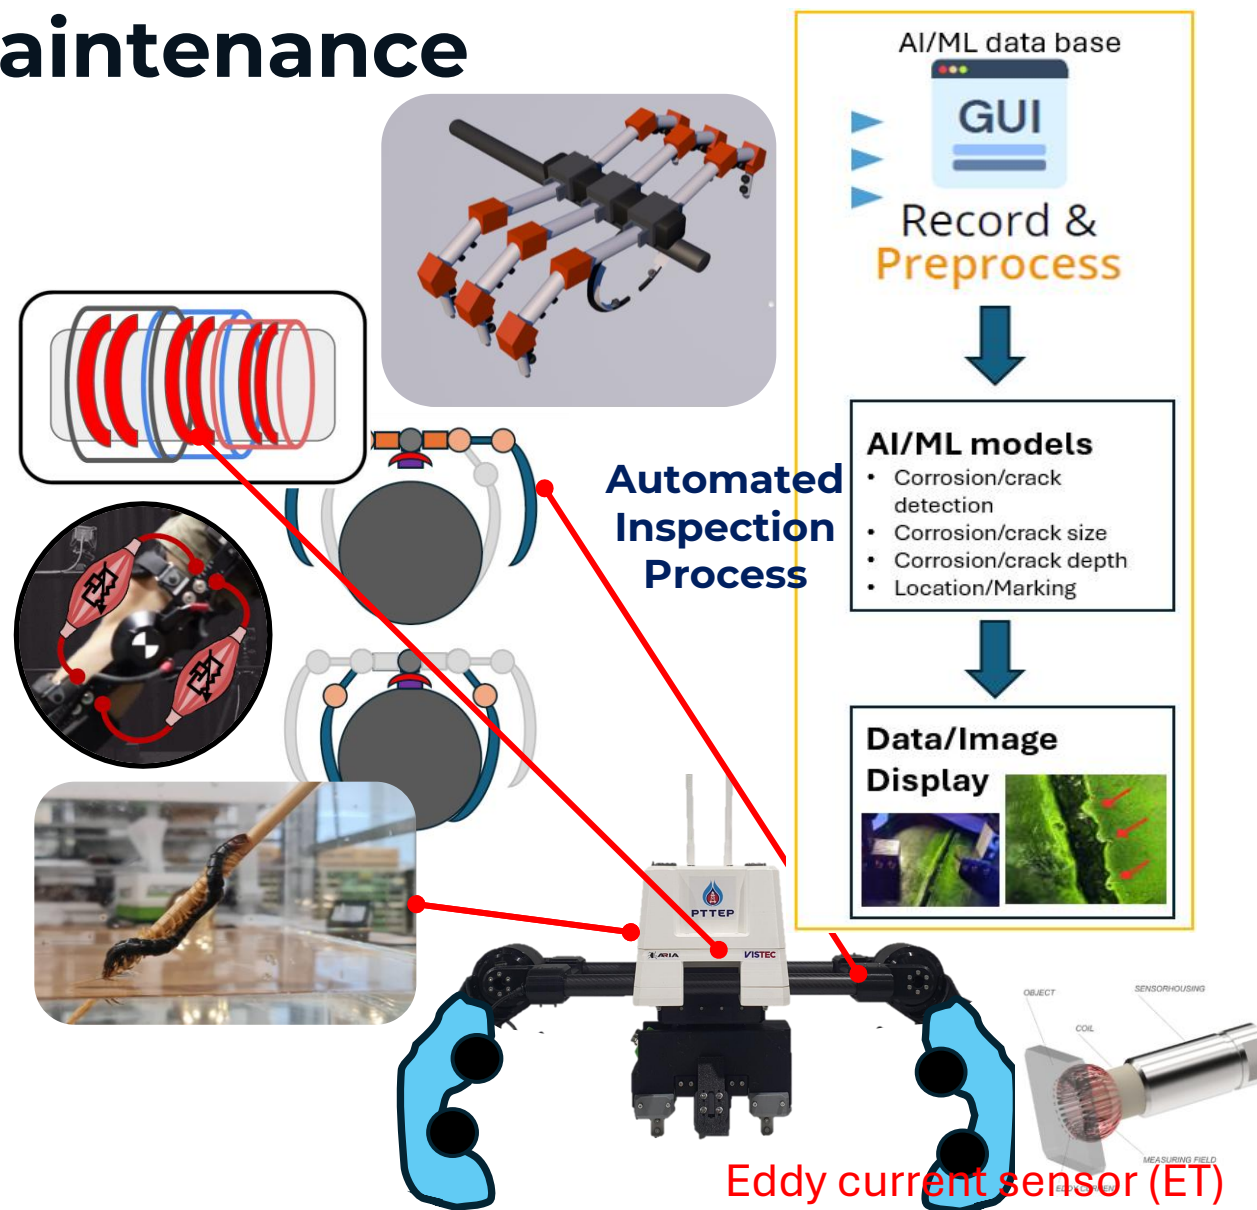 aintenance
AI/ML data base
GUI
Record &
Preprocess
AI/ML models
• Corrosion/crack
detection
• Corrosion/crack size
• Corrosion/crack depth
• Location/Marking
Automated
Inspection
Process
Data/Image
Display
PTTEP
ARIA
VISTEC
SENSORHOUSING
OBJECT
COIL
MEASURING FIELD
Eddy current sensor (ET)